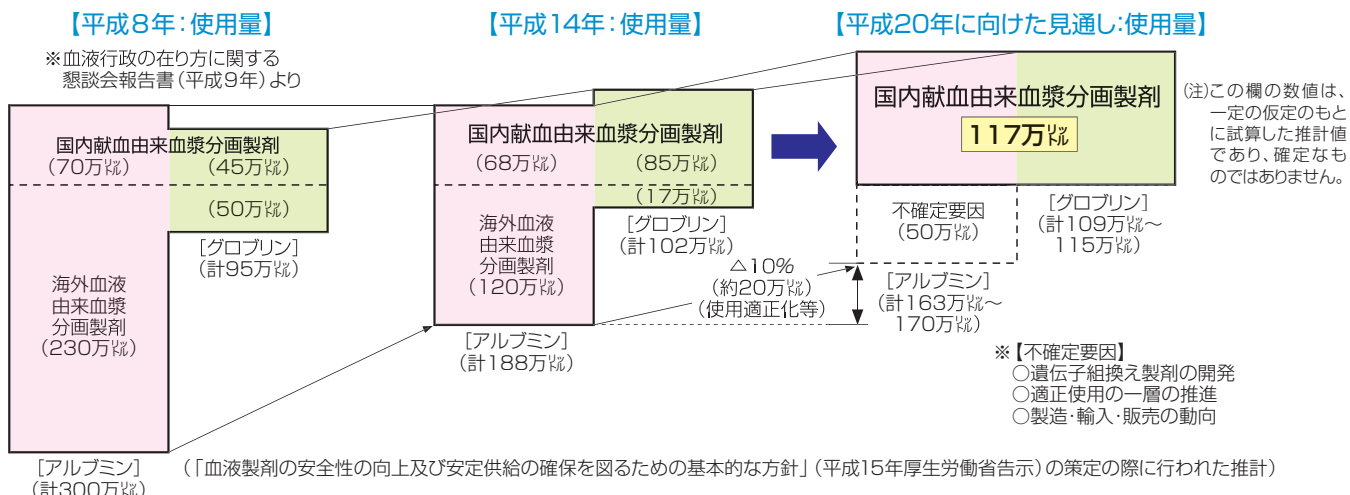 【平成8年：使用量】
※血液行政の在り方に関する
懇談会報告書（平成9年）より
国内献血由来血漿分画製剤
（70万㍑）
（45万㍑）
（50万㍑）
［グロブリン］
（計95万㍑）
海外血液
由来血漿
分画製剤
（230万㍑）
［アルブミン］
（計300万㍑）
【平成14年：使用量】
国内献血由来血漿分画製剤
（68万㍑）
（85万㍑）
（17万㍑）
［グロブリン］
（計102万㍑）
海外血液
由来血漿
分画製剤
（120万㍑）
［アルブミン］
（計188万㍑）
△10%
（約20万㍑）
（使用適正化等）
【平成20年に向けた見通し：使用量】
国内献血由来血漿分画製剤
117万㍑
不確定要因
（50万㍑）
［グロブリン］
（計109万㍑～
115万㍑）
［アルブミン］
（計163万㍑～
170万㍑）
（注）この欄の数値は、
一定の仮定のもと
に試算した推計値
であり、確定なも
のではありません。
※【不確定要因】
○遺伝子組換え製剤の開発
○適正使用の一層の推進
○製造・輸入・販売の動向
（「血液製剤の安全性の向上及び安定供給の確保を図るための基本的な方針」（平成15年厚生労働省告示）の策定の際に行われた推計）